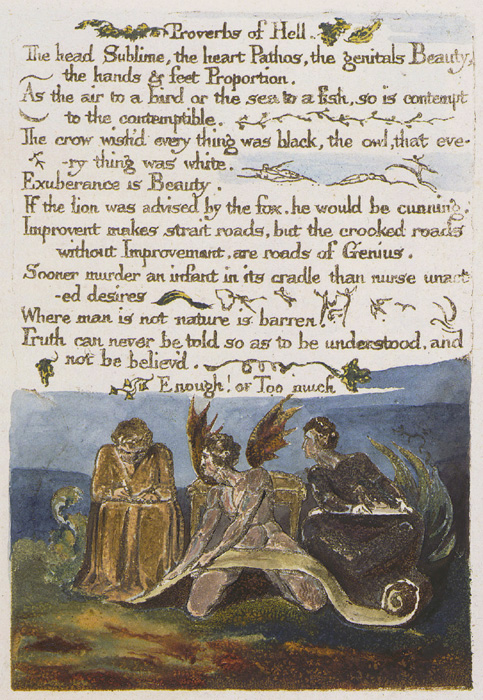 Proverbs of Hell.
The head Sublime, the heart Pathos, the genitals Beauty,
the hands & feet Proportion.
As the air to a bird or the sea to a fish, so is contempt
to the contemptible.
The crow wish'd every thing was black, the owl, that eve-
-ry thing was white.
Exuberance is Beauty.
If the lion was advised by the fox. he would be cunning.
Improvent makes strait roads, but the crooked roads
without Improvement, are roads of Genius.
Sooner murder an infant in its cradle than nurse unact-
-ed desires
Where man is not nature is barren.
Truth can never be told so as to be understood, and
not be believ'd.
Enough! or Too much